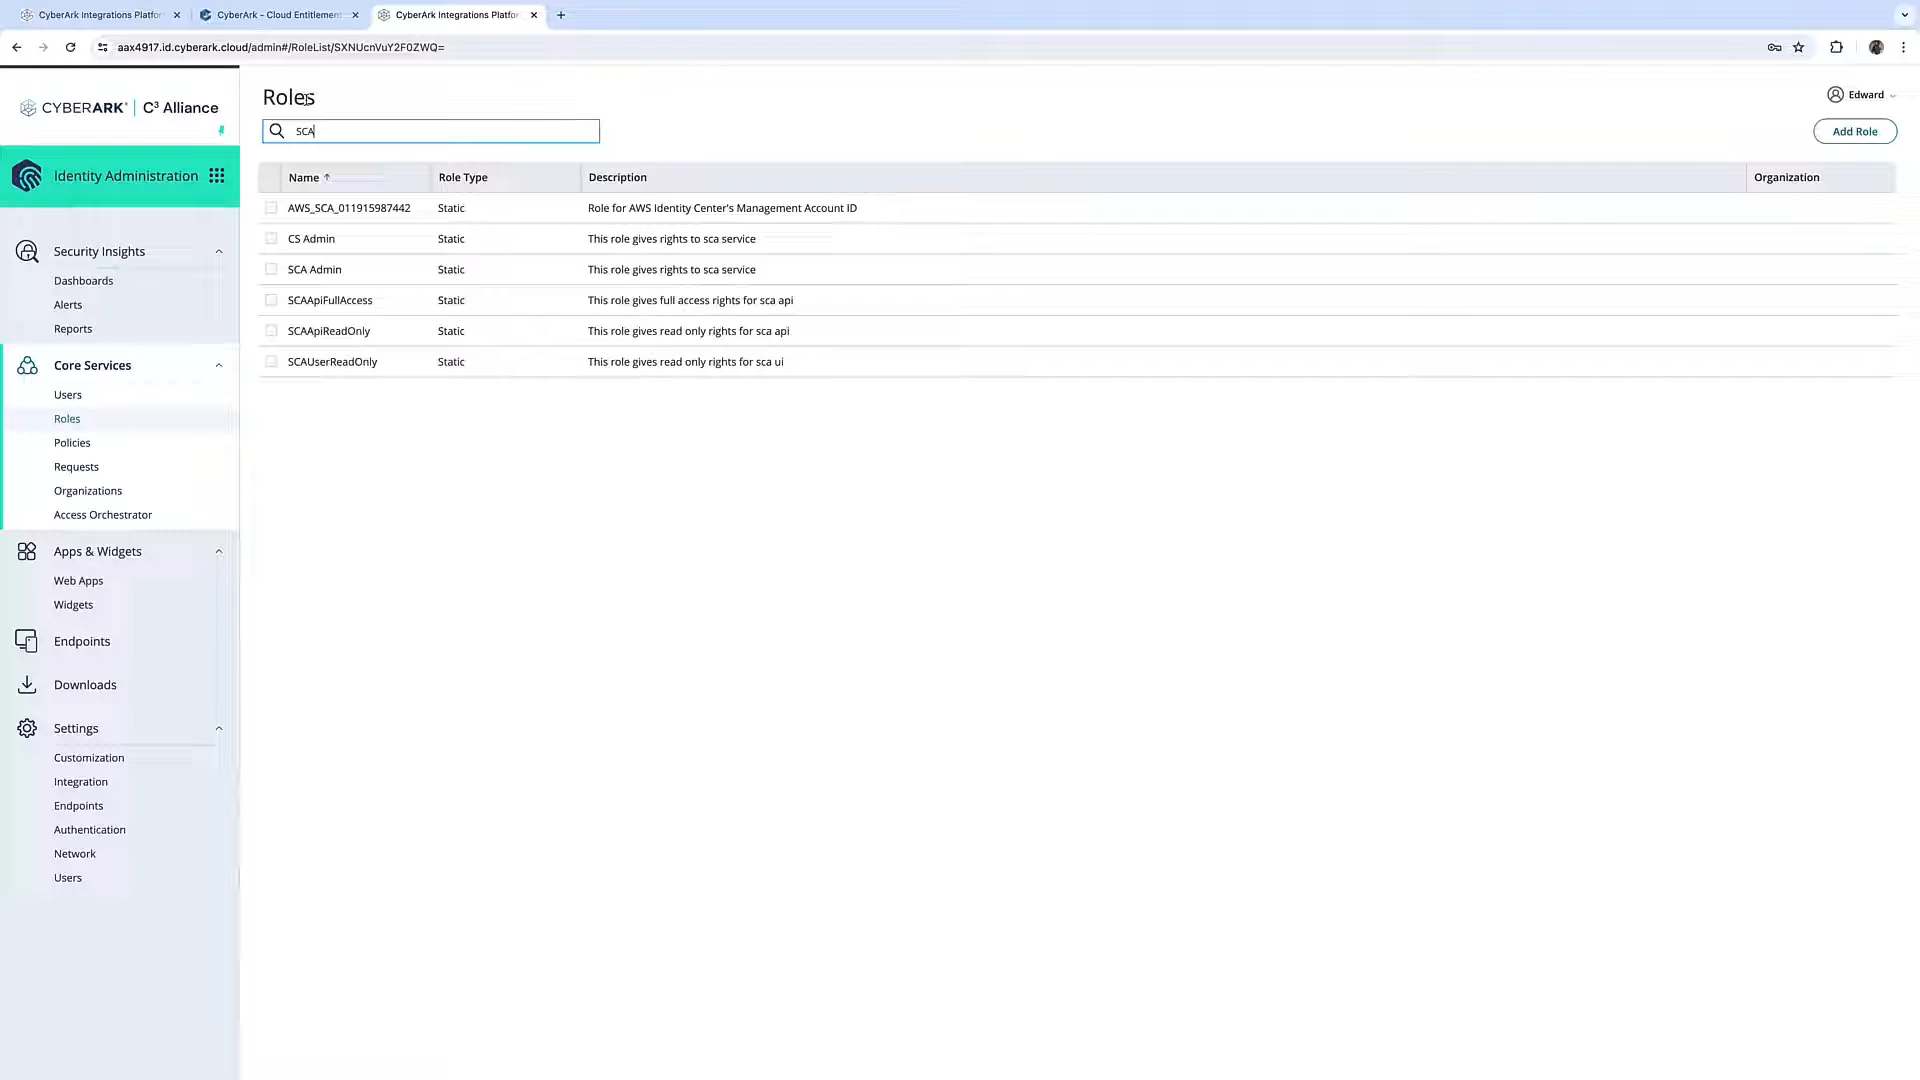 CyberArk Integrations Platfor
CyberArk - Cloud Entitlemen
CyberArk Integrations Platfo
aax4917.id.cyberark.cloud/admin#/RoleList/SXNUcnVuY2F0ZWQ=
CYBERARK® | C³ Alliance
Identity Administration
Security Insights
Dashboards
Alerts
Reports
Core Services
Users
Roles
Policies
Requests
Organizations
Access Orchestrator
Apps & Widgets
Web Apps
Widgets
Endpoints
Downloads
Settings
Customization
Integration
Endpoints
Authentication
Network
Users
Roles
Edward
SCA
Add Role
Name ↑ Role Type Description Organization
AWS_SCA_011915987442 Static Role for AWS Identity Center's Management Account ID
CS Admin Static This role gives rights to sca service
SCA Admin Static This role gives rights to sca service
SCAApiFullAccess Static This role gives full access rights for sca api
SCAApiReadOnly Static This role gives read only rights for sca api
SCAUserReadOnly Static This role gives read only rights for sca ui